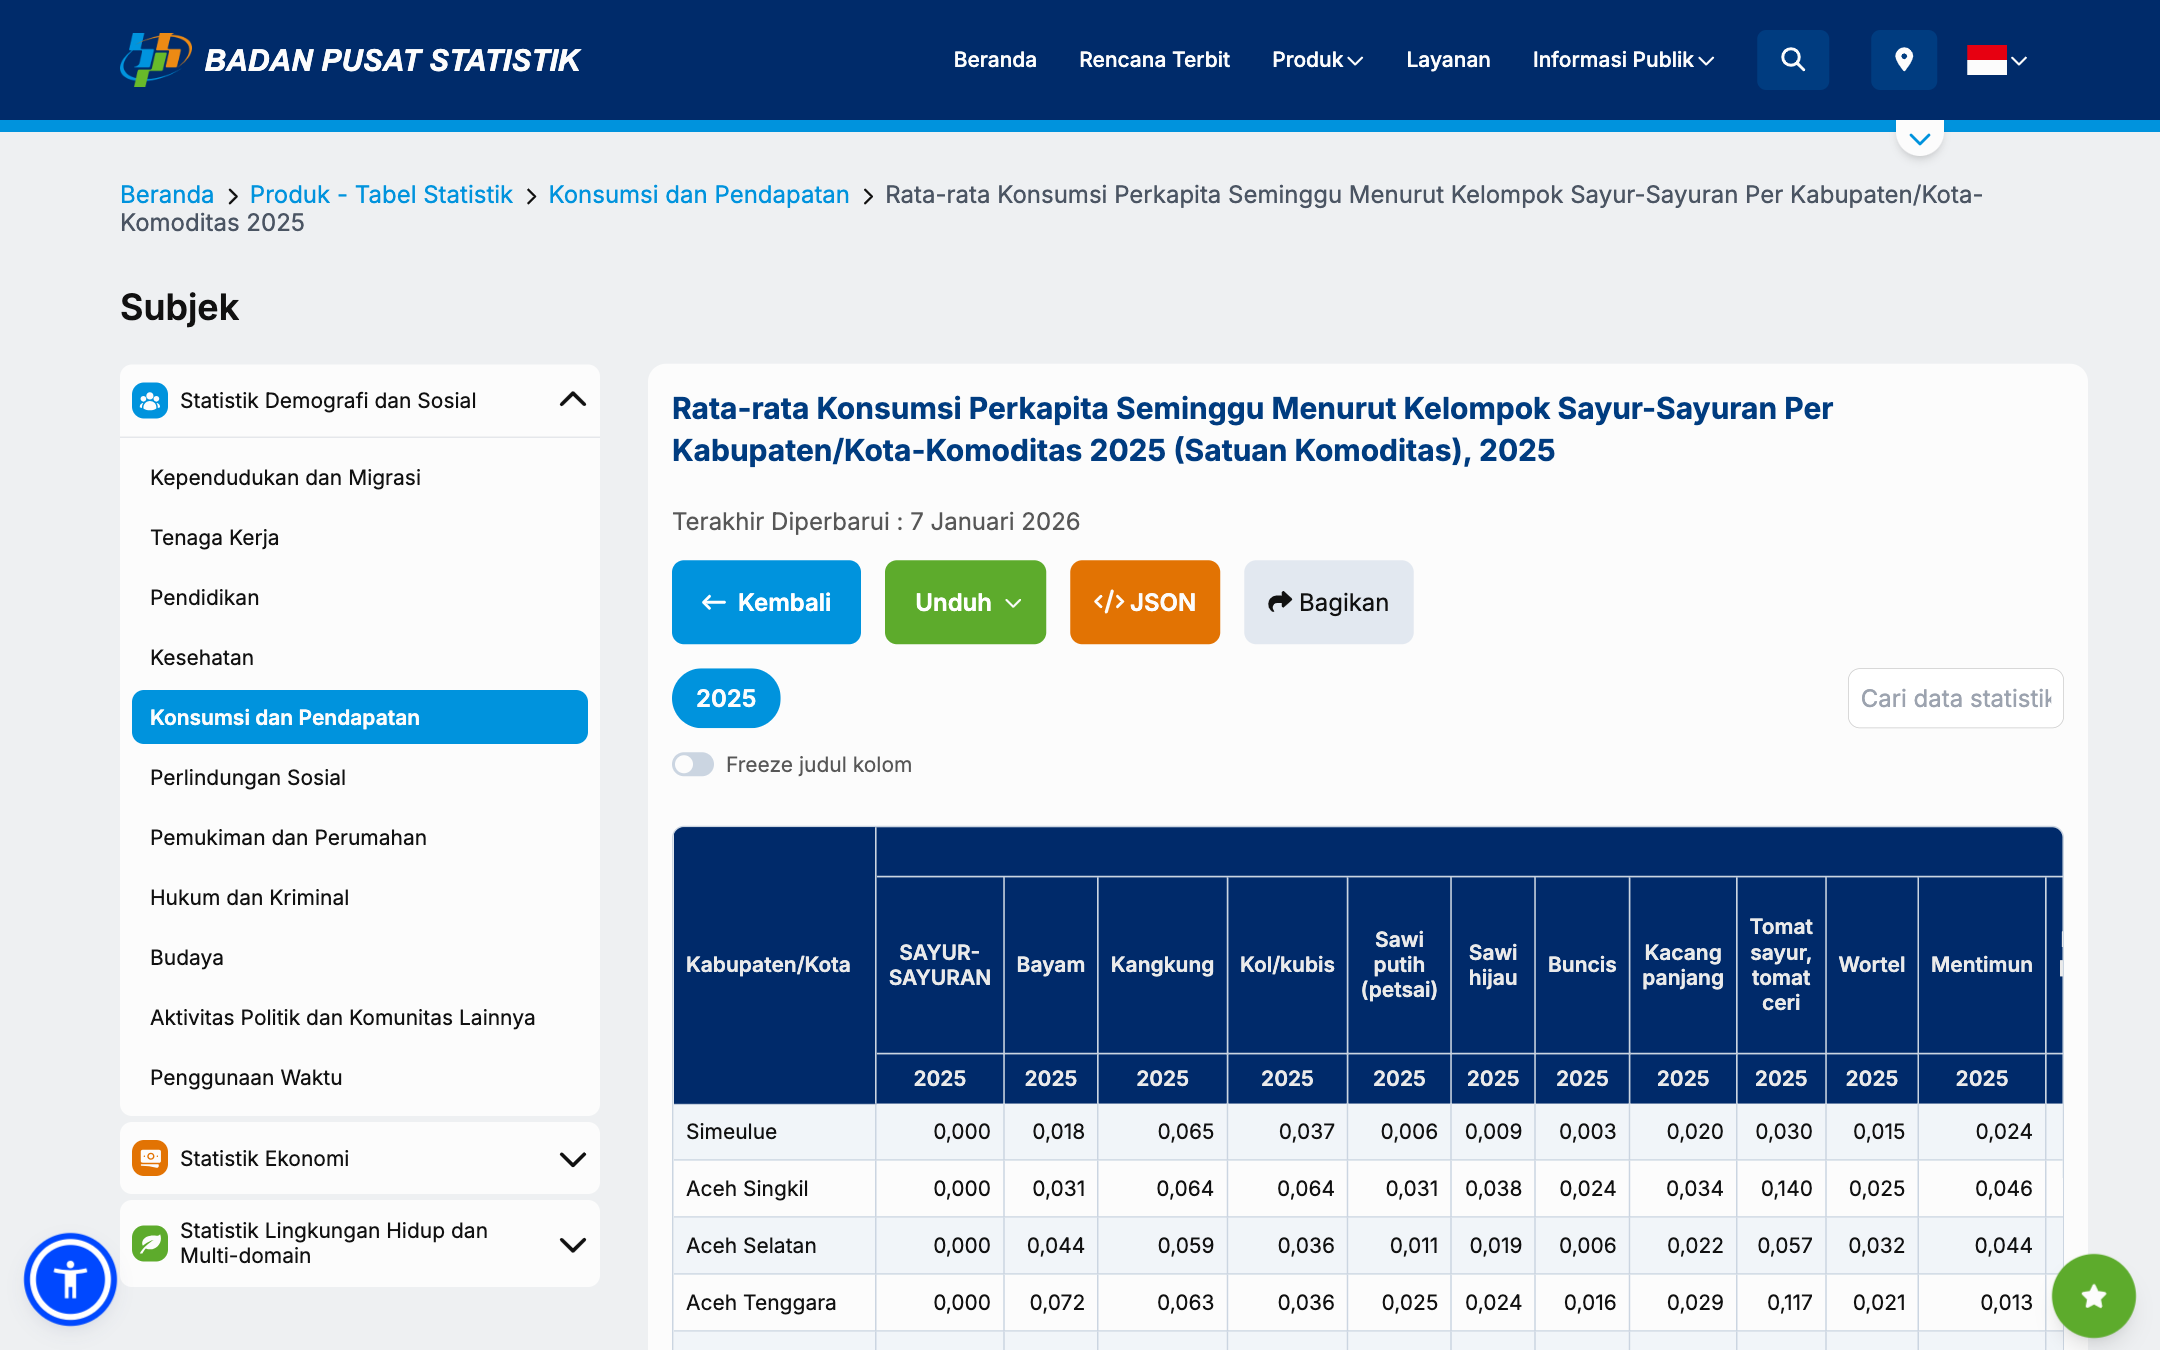 BADAN PUSAT STATISTIK
Beranda Rencana Terbit Produk Layanan Informasi Publik
Beranda > Produk - Tabel Statistik > Konsumsi dan Pendapatan > Rata-rata Konsumsi Perkapita Seminggu Menurut Kelompok Sayur-Sayuran Per Kabupaten/Kota-
Komoditas 2025
Subjek
Statistik Demografi dan Sosial
Kependudukan dan Migrasi
Tenaga Kerja
Pendidikan
Kesehatan
Konsumsi dan Pendapatan
Perlindungan Sosial
Pemukiman dan Perumahan
Hukum dan Kriminal
Budaya
Aktivitas Politik dan Komunitas Lainnya
Penggunaan Waktu
Statistik Ekonomi
Statistik Lingkungan Hidup dan
Multi-domain
Rata-rata Konsumsi Perkapita Seminggu Menurut Kelompok Sayur-Sayuran Per
Kabupaten/Kota-Komoditas 2025 (Satuan Komoditas), 2025
Terakhir Diperbarui : 7 Januari 2026
Kembali Unduh </> JSON Bagikan
2025
Cari data statistik
Freeze judul kolom
Kabupaten/Kota
SAYUR-
SAYURAN
Bayam
Kangkung
Kol/kubis
Sawi
putih
(petsai)
Sawi
hijau
Buncis
Kacang
panjang
Tomat
sayur,
tomat
ceri
Wortel
Mentimun
2025 2025 2025 2025 2025 2025 2025 2025 2025 2025 2025
Simeulue 0,000 0,018 0,065 0,037 0,006 0,009 0,003 0,020 0,030 0,015 0,024
Aceh Singkil 0,000 0,031 0,064 0,064 0,031 0,038 0,024 0,034 0,140 0,025 0,046
Aceh Selatan 0,000 0,044 0,059 0,036 0,011 0,019 0,006 0,022 0,057 0,032 0,044
Aceh Tenggara 0,000 0,072 0,063 0,036 0,025 0,024 0,016 0,029 0,117 0,021 0,013